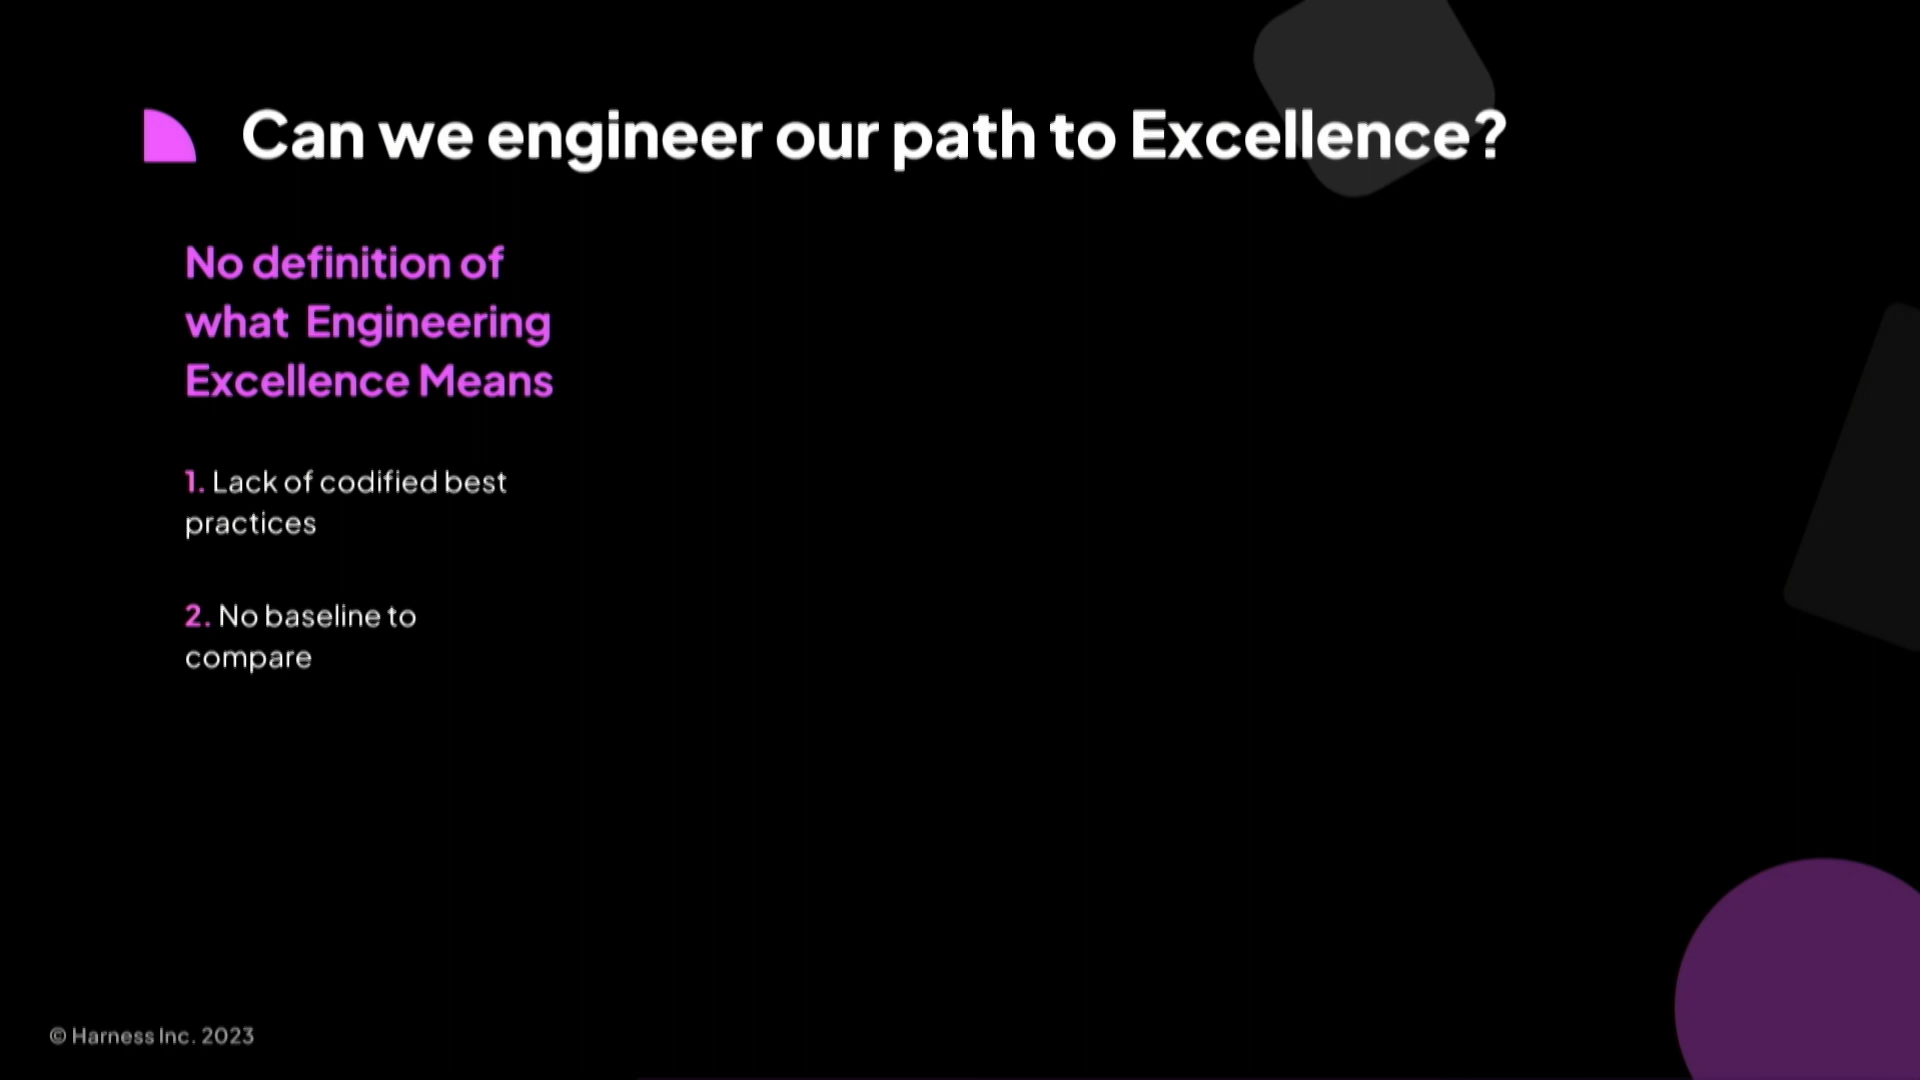 Can we engineer our path to Excellence?
No definition of
what Engineering
Excellence Means
1. Lack of codified best
practices
2. No baseline to
compare
© Harness Inc. 2023